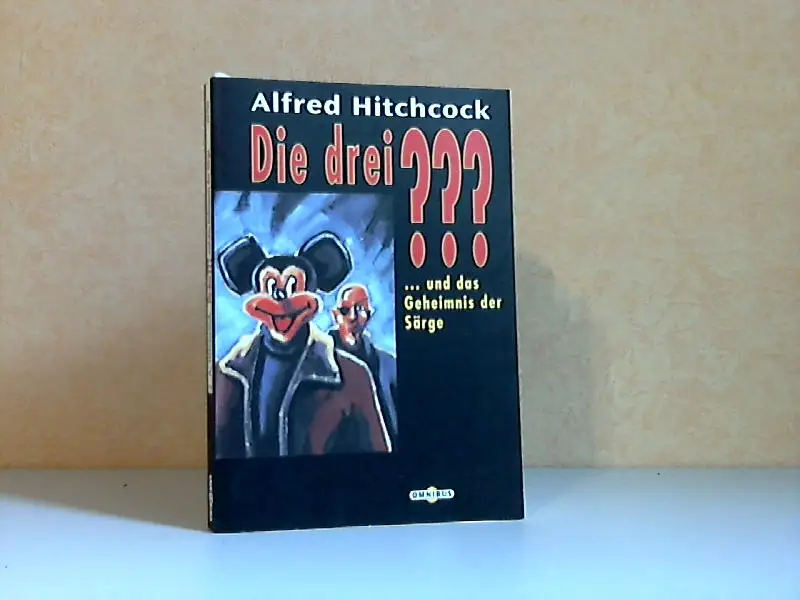 Alfred Hitchcock
Die drei ???
... und das
Geheimnis der
Särge
OMNIBUS